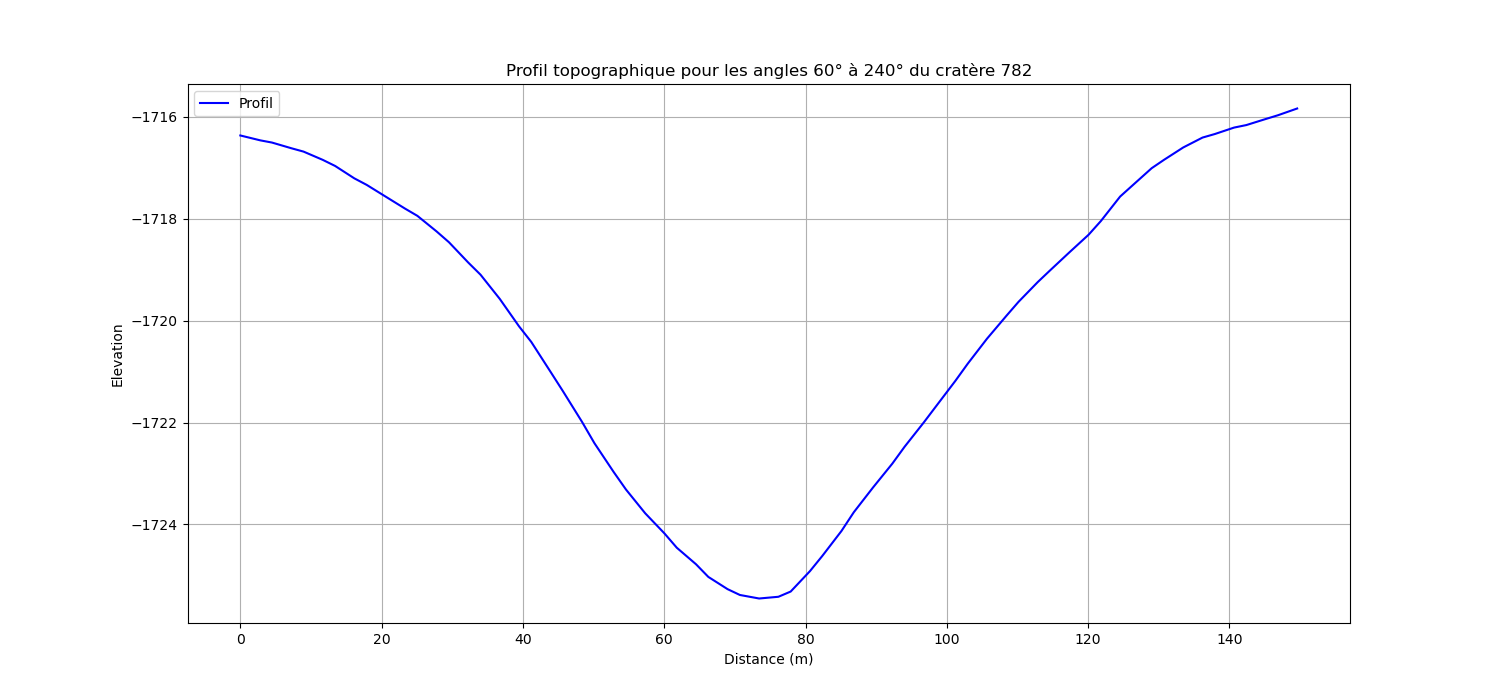 Profil topographique pour les angles 60° à 240° du cratère 782
Profil
−1716
−1718
−1720
−1722
−1724
Elevation
0 20 40 60 80 100 120 140
Distance (m)